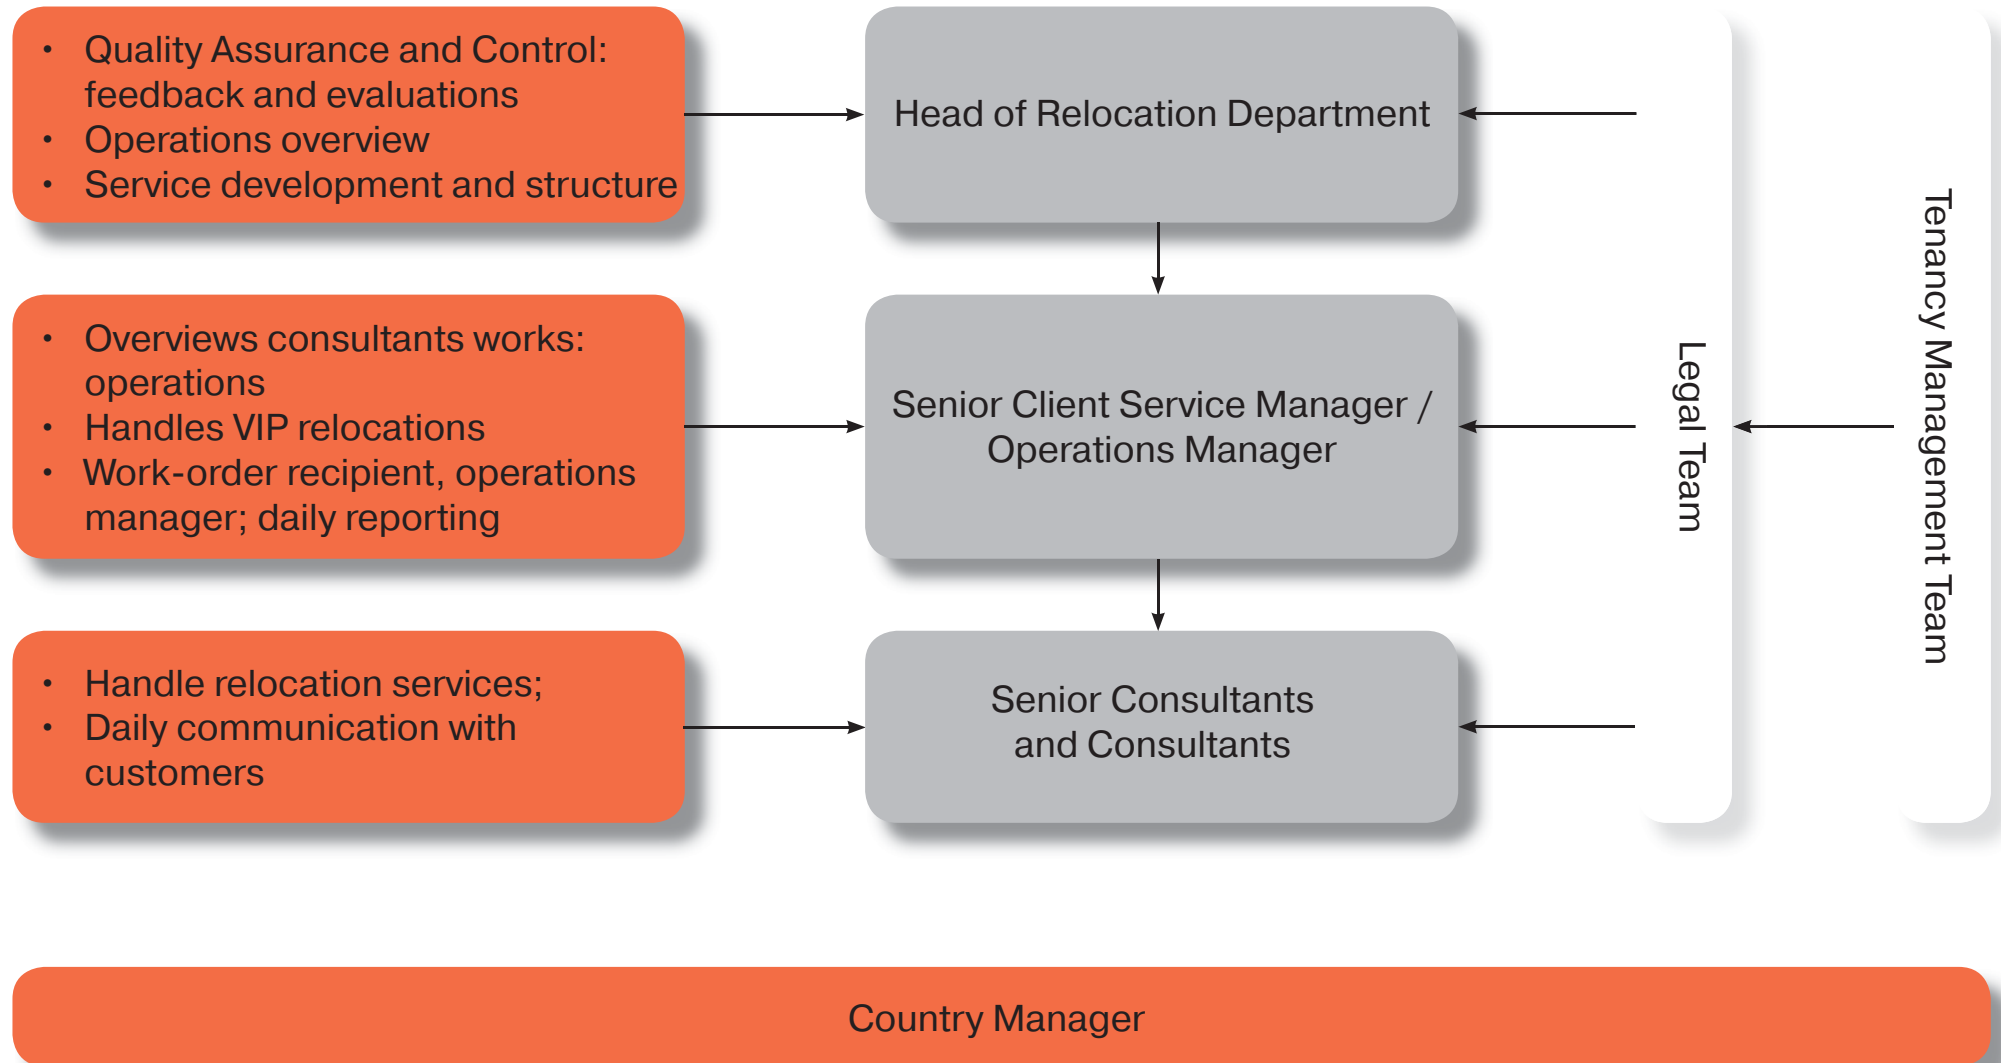 • Quality Assurance and Control:
feedback and evaluations
• Operations overview
• Service development and structure
Head of Relocation Department
• Overviews consultants works:
operations
• Handles VIP relocations
• Work-order recipient, operations
manager; daily reporting
Senior Client Service Manager /
Operations Manager
• Handle relocation services;
• Daily communication with
customers
Senior Consultants
and Consultants
Legal Team
Tenancy Management Team
Country Manager